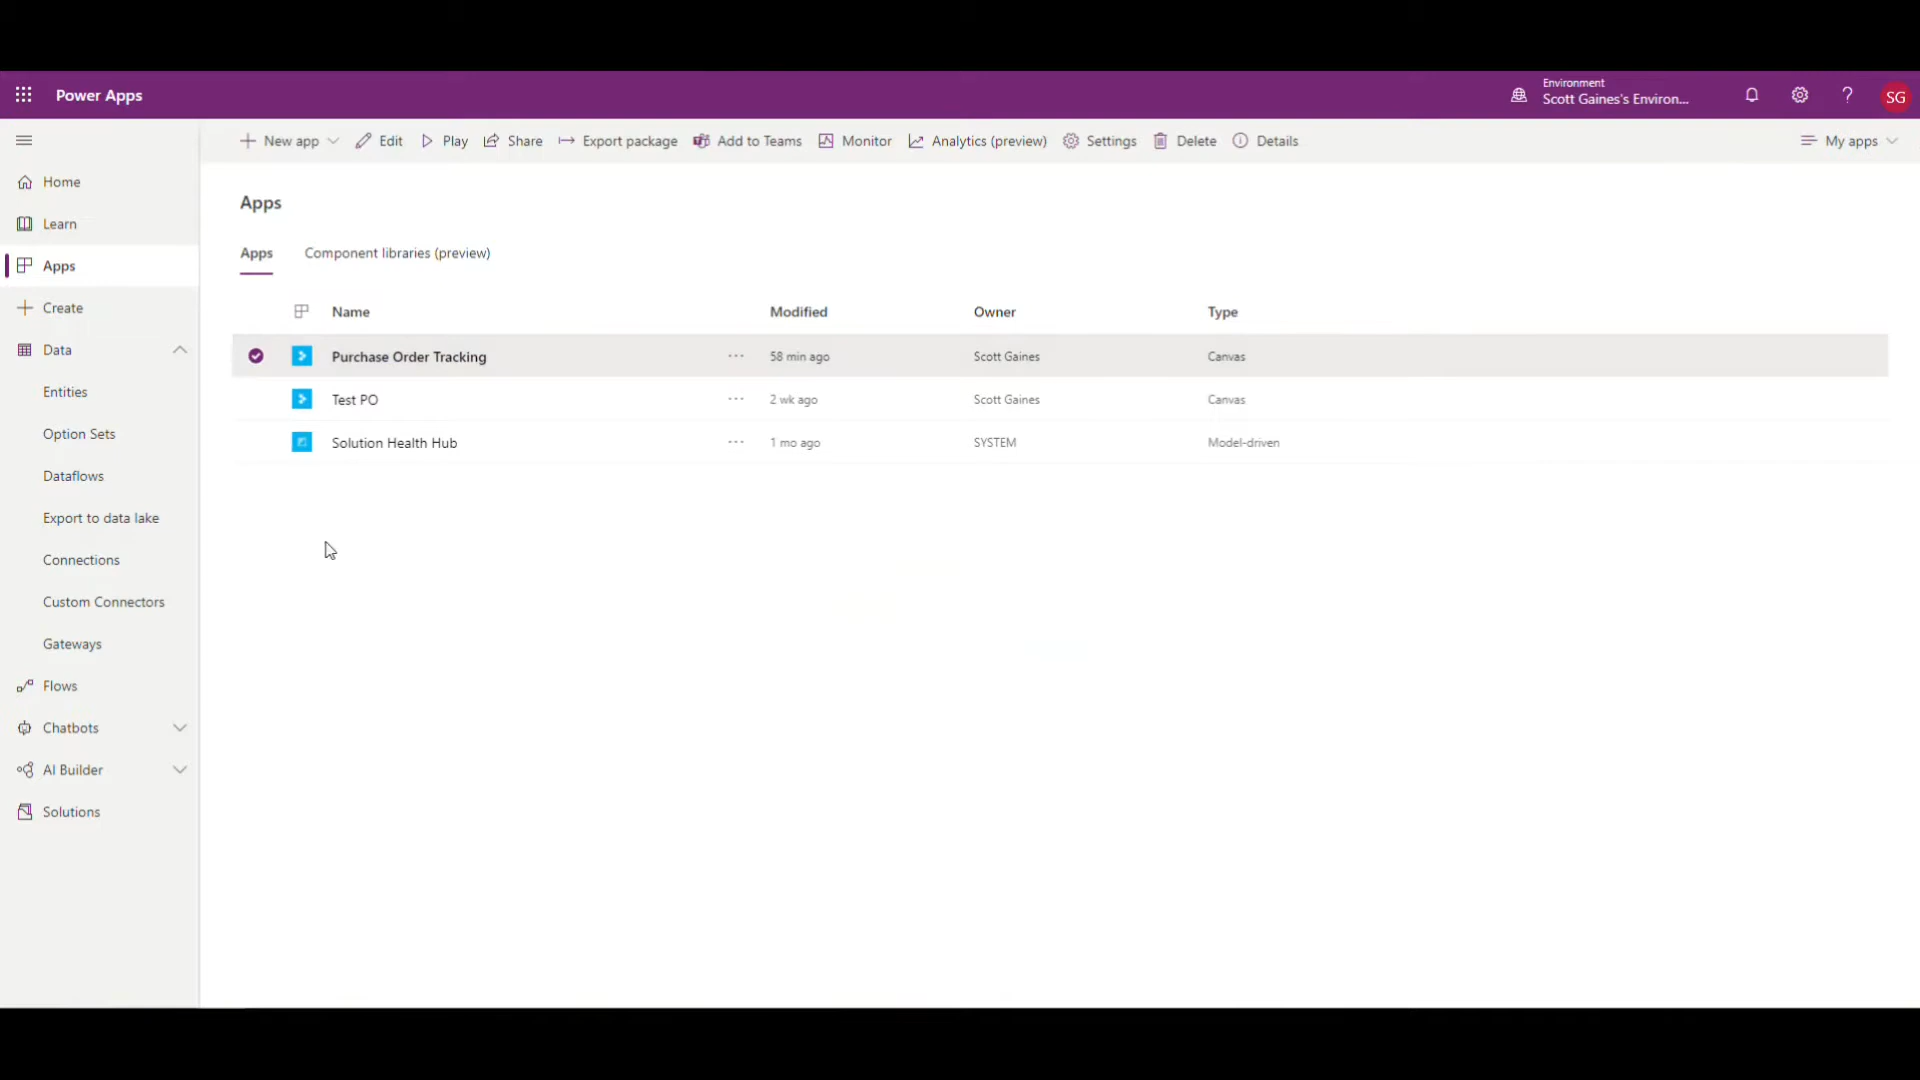 Power Apps
Environment
Scott Gaines's Environ...
?
SG
New app
Edit
Play
Share
Export package
Add to Teams
Monitor
Analytics (preview)
Settings
Delete
Details
My apps
Home
Learn
Apps
Create
Data
Entities
Option Sets
Dataflows
Export to data lake
Connections
Custom Connectors
Gateways
Flows
Chatbots
AI Builder
Solutions
Apps
Apps
Component libraries (preview)
Name Modified Owner Type
Purchase Order Tracking ... 58 min ago Scott Gaines Canvas
Test PO ... 2 wk ago Scott Gaines Canvas
Solution Health Hub ... 1 mo ago SYSTEM Model-driven